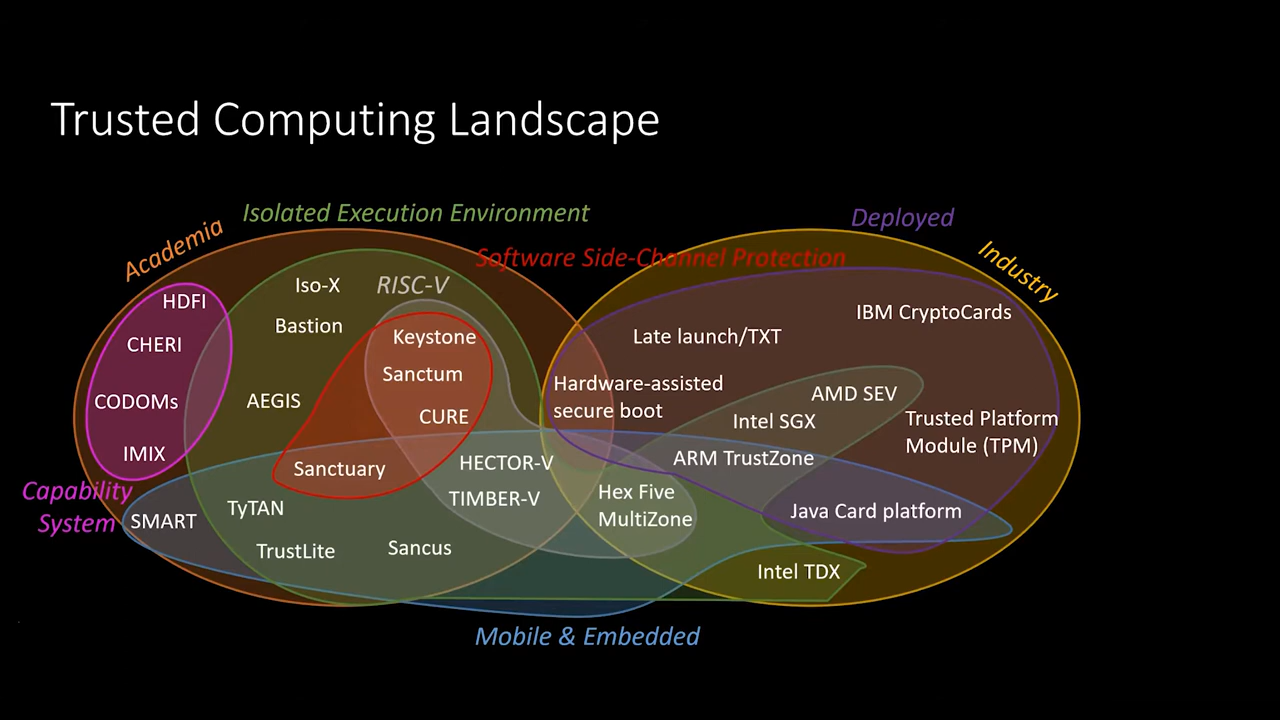 Trusted Computing Landscape
Isolated Execution Environment
Deployed
Academia
Software Side-Channel Protection
Industry
Iso-X
RISC-V
HDFI
Bastion
IBM CryptoCards
CHERI
Keystone
Late launch/TXT
Sanctum
CODOMs
AEGIS
CURE
Hardware-assisted
secure boot
AMD SEV
Intel SGX
Trusted Platform
Module (TPM)
IMIX
Sanctuary
HECTOR-V
ARM TrustZone
Capability
System
TIMBER-V
Hex Five
MultiZone
SMART
TyTAN
Java Card platform
TrustLite
Sancus
Intel TDX
Mobile & Embedded